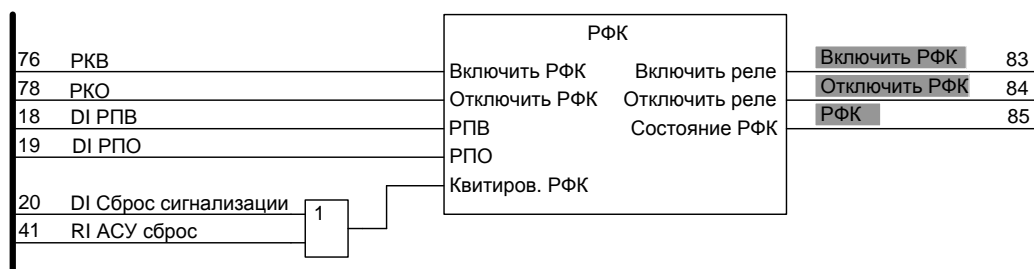 РФК
76 РКВ Включить РФК Включить реле Включить РФК 83
78 РКО Отключить РФК Отключить реле Отключить РФК 84
18 DI РПВ РПВ Состояние РФК РФК 85
19 DI РПО РПО
Квитиров. РФК
20 DI Сброс сигнализации 1
41 RI АСУ сброс